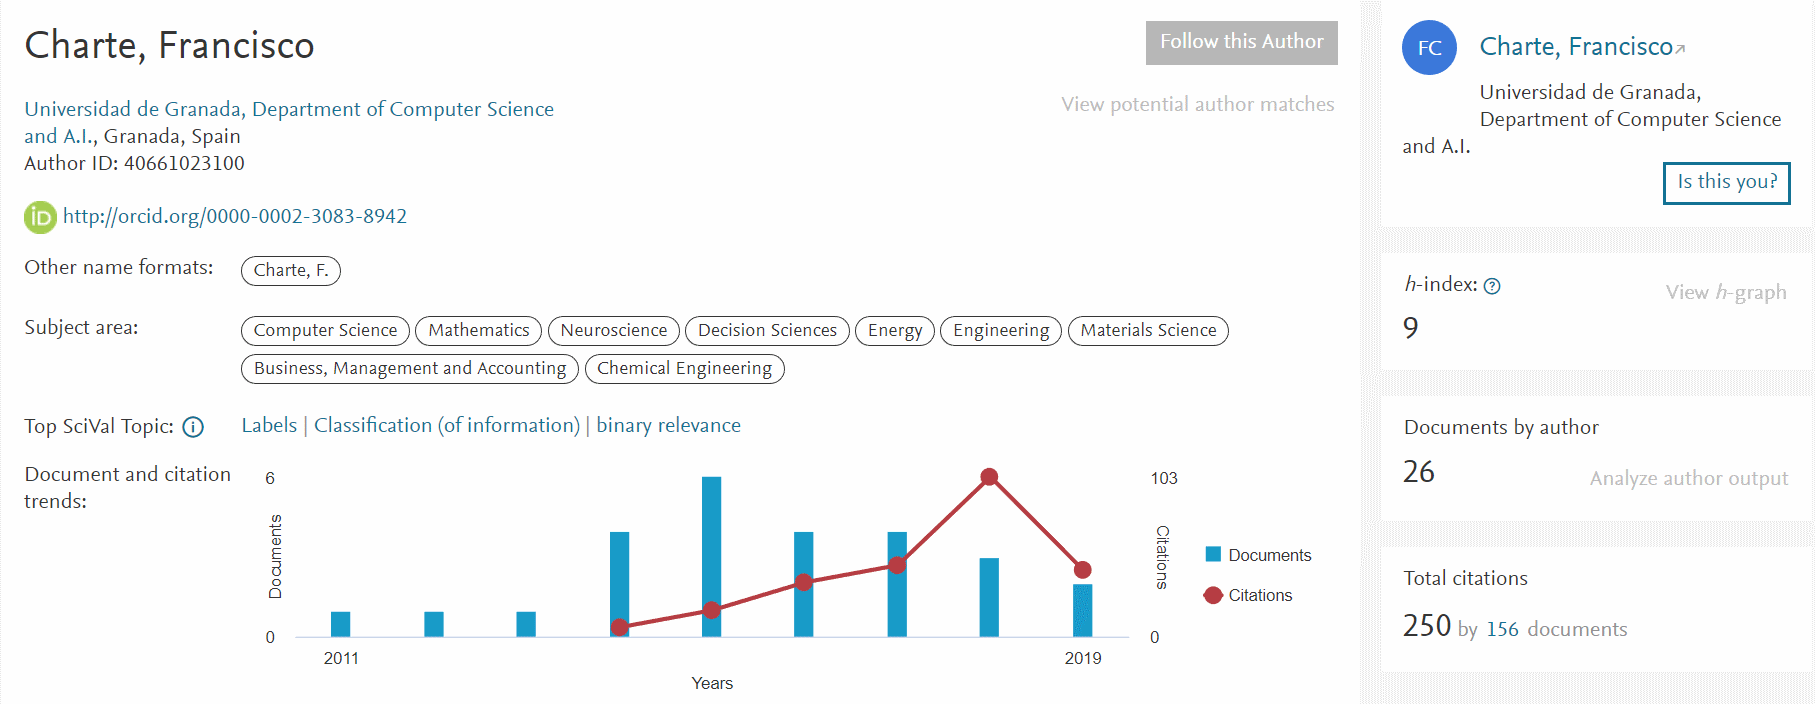 Charte, Francisco
Follow this Author
View potential author matches
Universidad de Granada, Department of Computer Science
and A.I., Granada, Spain
Author ID: 40661023100
iD http://orcid.org/0000-0002-3083-8942
Other name formats: Charte, F.
Subject area: Computer Science Mathematics Neuroscience Decision Sciences Energy Engineering Materials Science
Business, Management and Accounting Chemical Engineering
Top SciVal Topic: i Labels | Classification (of information) | binary relevance
Document and citation
trends:
6
Documents
0
103
Citations
0
2011
2019
Years
Documents
Citations
FC Charte, Francisco
Universidad de Granada,
Department of Computer Science
and A.I.
Is this you?
h-index: ?
View h-graph
9
Documents by author
26
Analyze author output
Total citations
250 by 156 documents